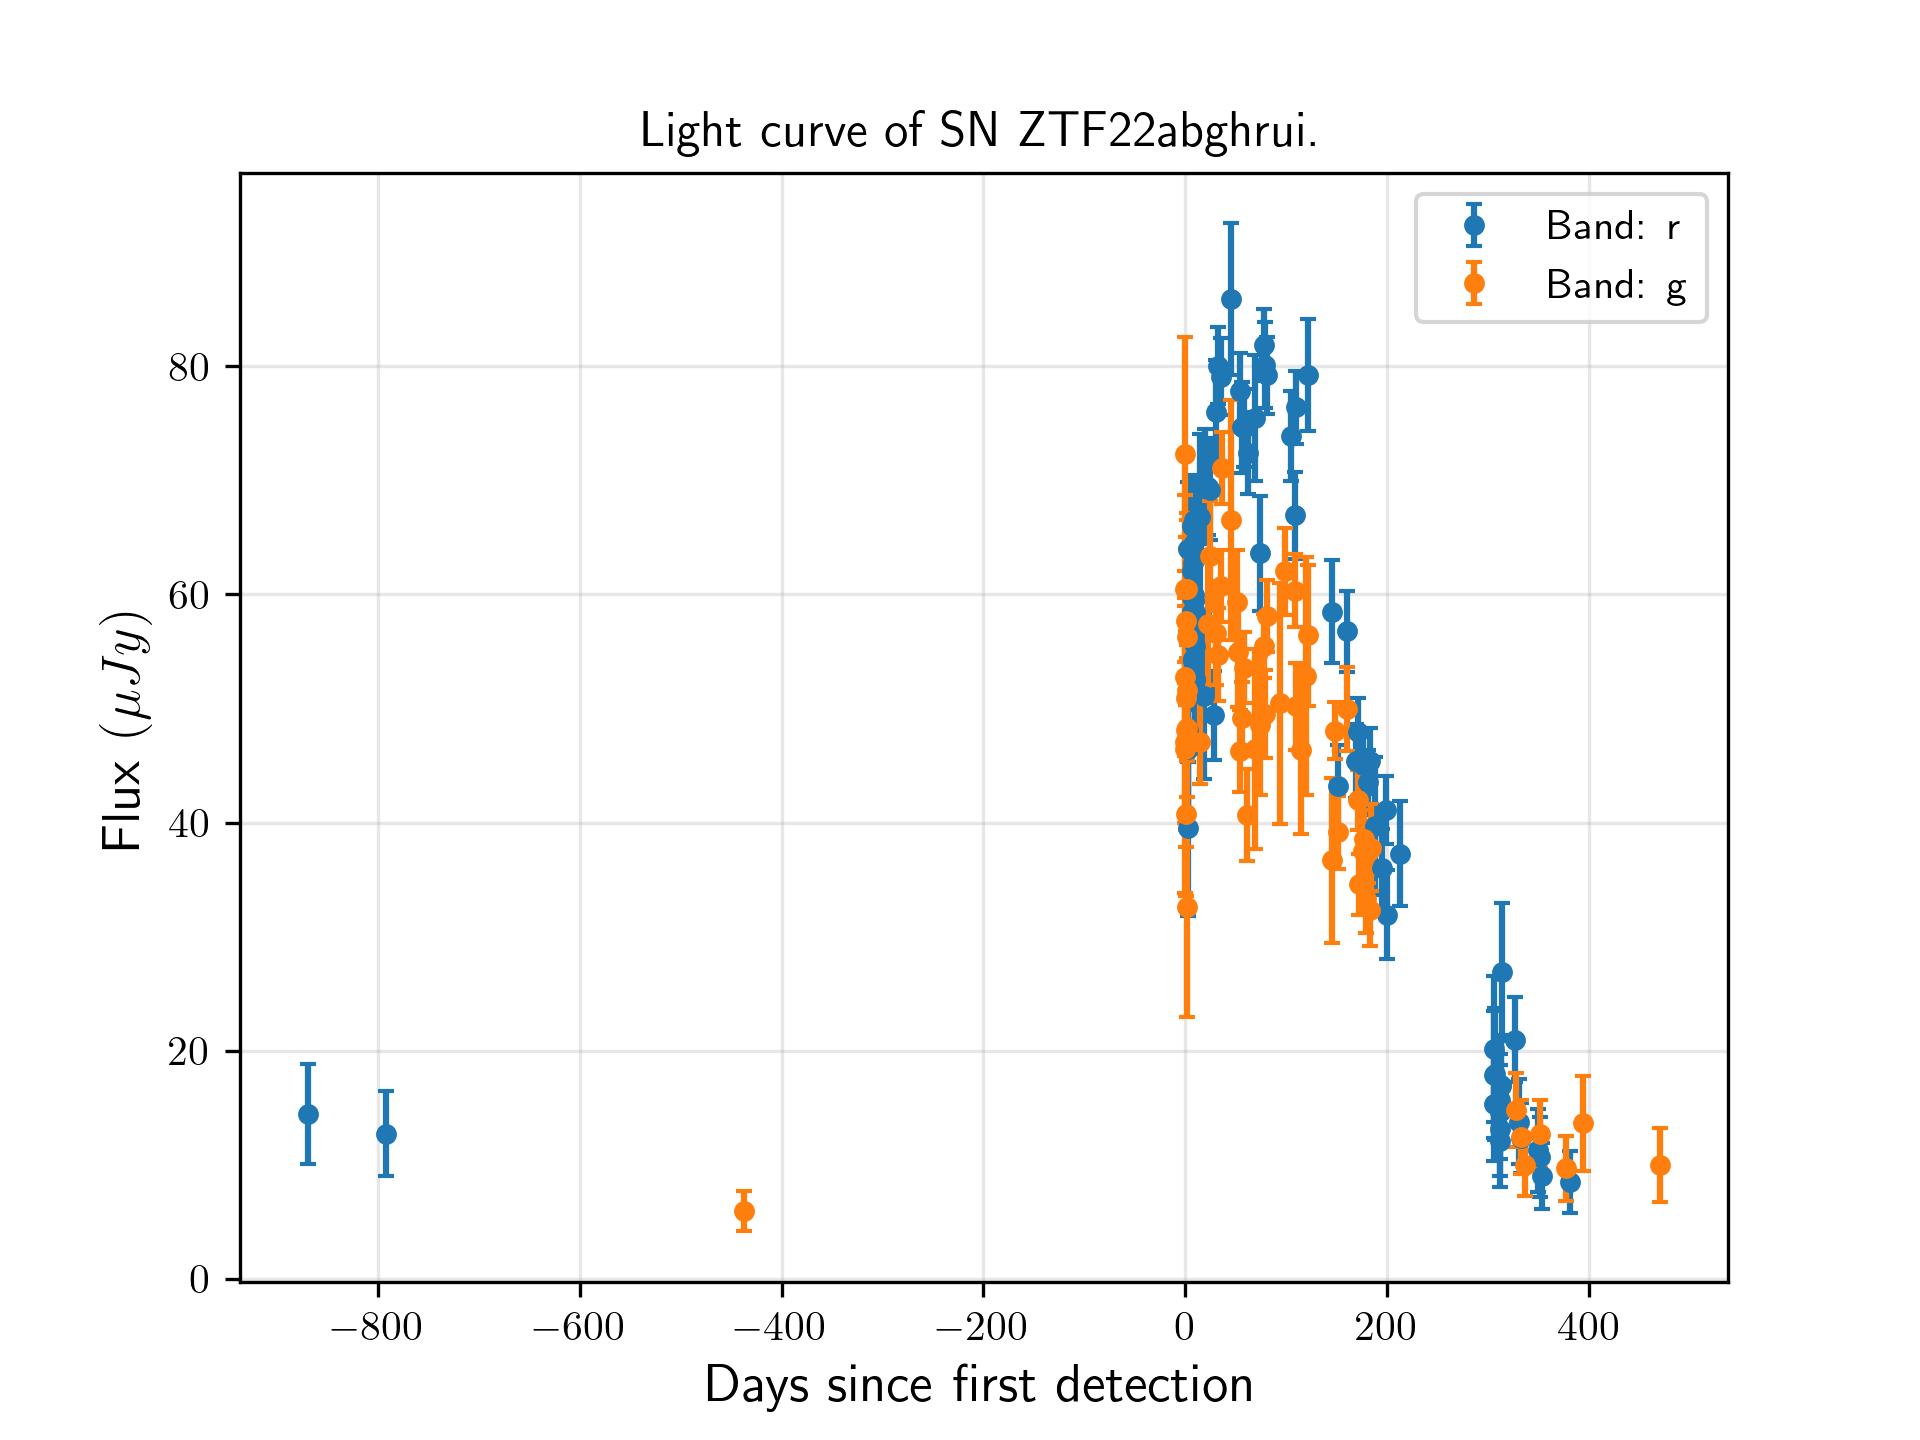 Light curve of SN ZTF22abghrui.
Band: r
Band: g
Flux (μJy)
80
60
40
20
0
−800 −600 −400 −200 0 200 400
Days since first detection